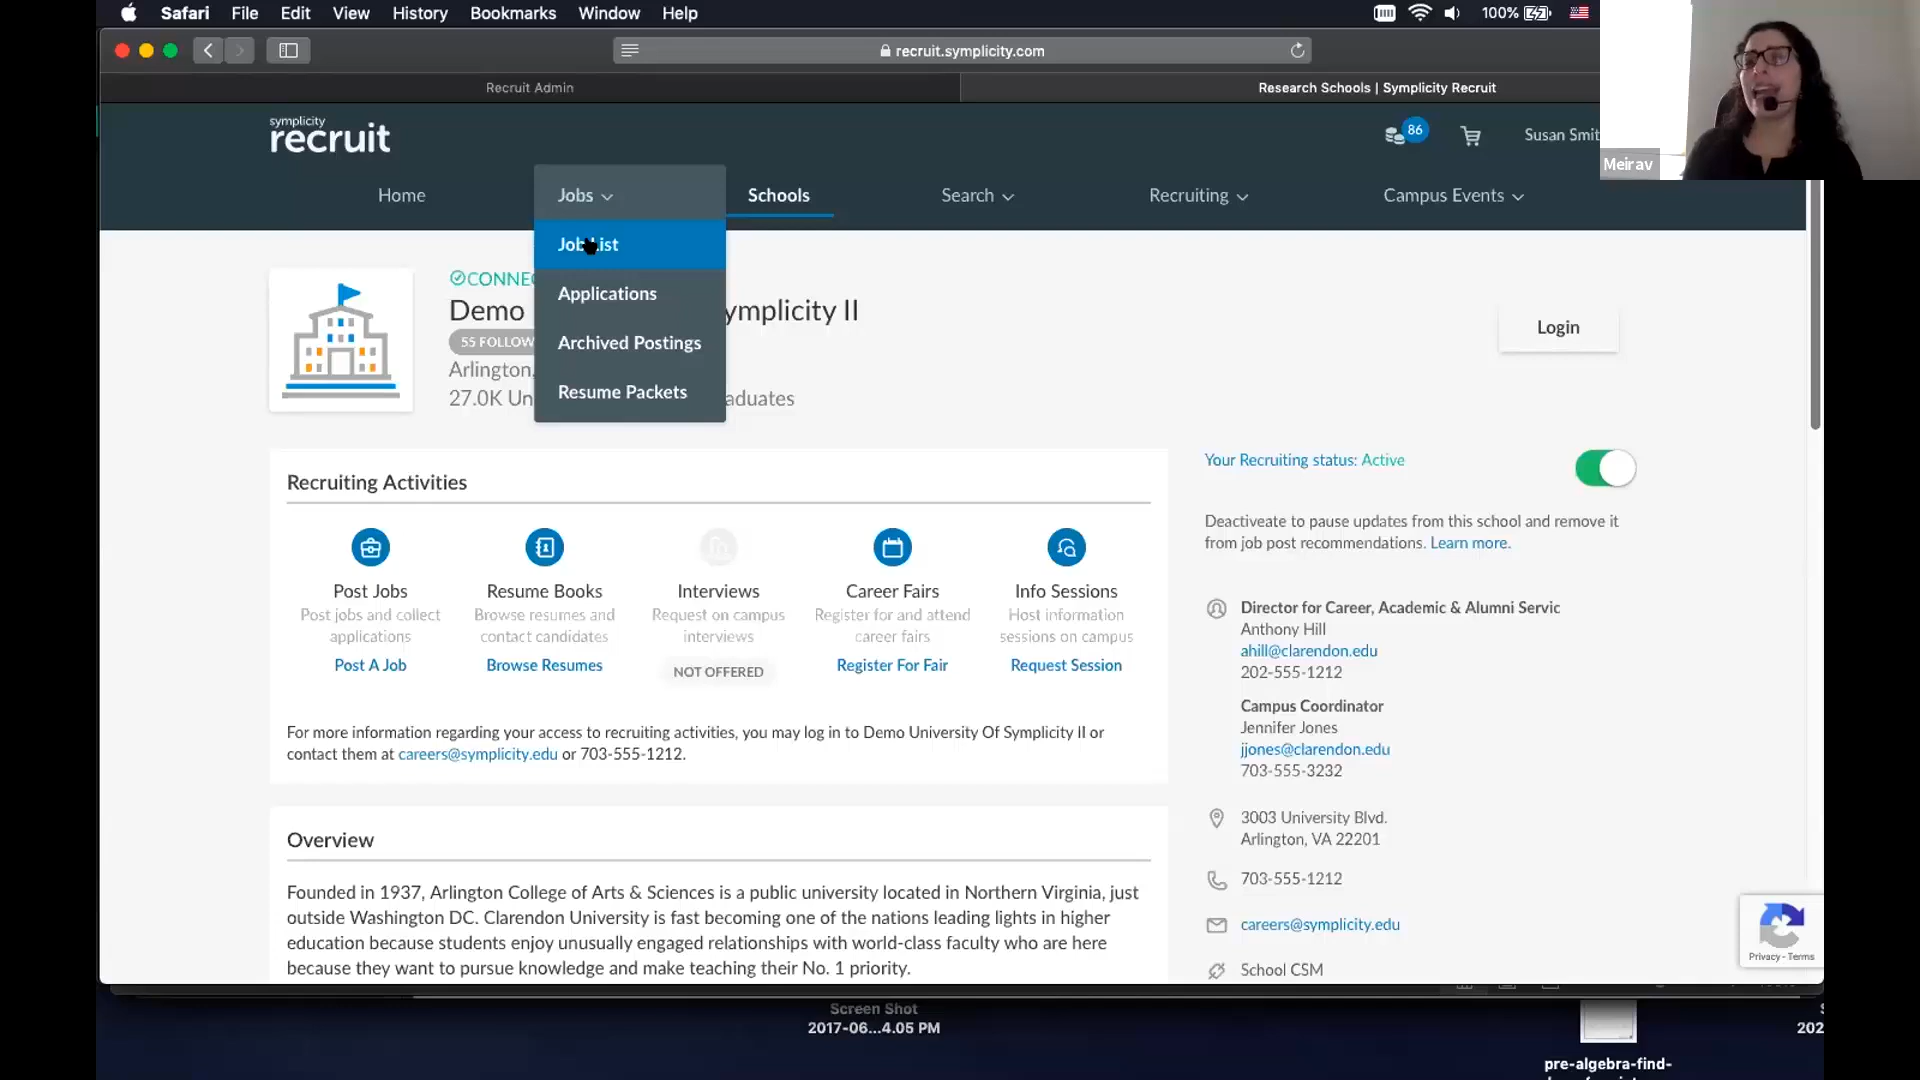 Safari File Edit View History Bookmarks Window Help 100%
recruit.symplicity.com
Recruit Admin
Research Schools | Symplicity Recruit
symplicity
recruit
86
Susan Smit
Meirav
Home
Jobs
Schools
Search
Recruiting
Campus Events
Job List
Applications
Archived Postings
Resume Packets
CONNEC
Demo ymplicity II
55 FOLLOW
Arlington,
27.0K Un aduates
Login
Recruiting Activities
Post Jobs
Post jobs and collect
applications
Post A Job
Resume Books
Browse resumes and
contact candidates
Browse Resumes
Interviews
Request on campus
interviews
NOT OFFERED
Career Fairs
Register for and attend
career fairs
Register For Fair
Info Sessions
Host information
sessions on campus
Request Session
For more information regarding your access to recruiting activities, you may log in to Demo University Of Symplicity II or
contact them at careers@symplicity.edu or 703-555-1212.
Overview
Founded in 1937, Arlington College of Arts & Sciences is a public university located in Northern Virginia, just
outside Washington DC. Clarendon University is fast becoming one of the nations leading lights in higher
education because students enjoy unusually engaged relationships with world-class faculty who are here
because they want to pursue knowledge and make teaching their No. 1 priority.
Your Recruiting status: Active
Deactiveate to pause updates from this school and remove it
from job post recommendations. Learn more.
Director for Career, Academic & Alumni Servic
Anthony Hill
ahill@clarendon.edu
202-555-1212
Campus Coordinator
Jennifer Jones
jjones@clarendon.edu
703-555-3232
3003 University Blvd.
Arlington, VA 22201
703-555-1212
careers@symplicity.edu
School CSM
Privacy - Terms
Screen Shot
2017-06...4.05 PM
202
pre-algebra-find-